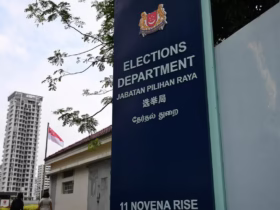 ELECTIONS
DEPARTMENT
JABATAN PILIHAN RAYA
选举局
தேர்தல் துறை
11 NOVENA RISE